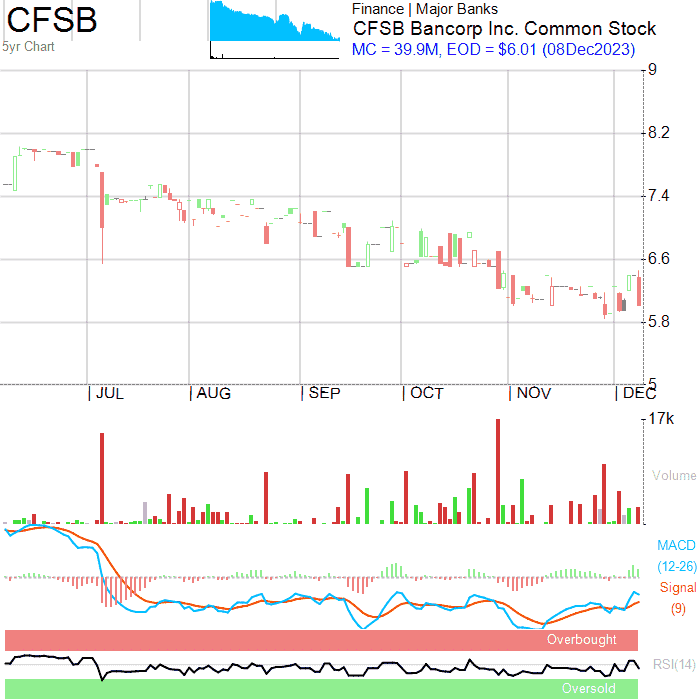 CFSB
5yr Chart
Finance | Major Banks
CFSB Bancorp Inc. Common Stock
MC = 39.9M, EOD = $6.01 (08Dec2023)
9
8.2
7.4
6.6
5.8
5
| JUL | AUG | SEP | OCT | NOV | DEC
17k
Volume
MACD
(12-26)
Signal
(9)
Overbought
RSI(14)
Oversold